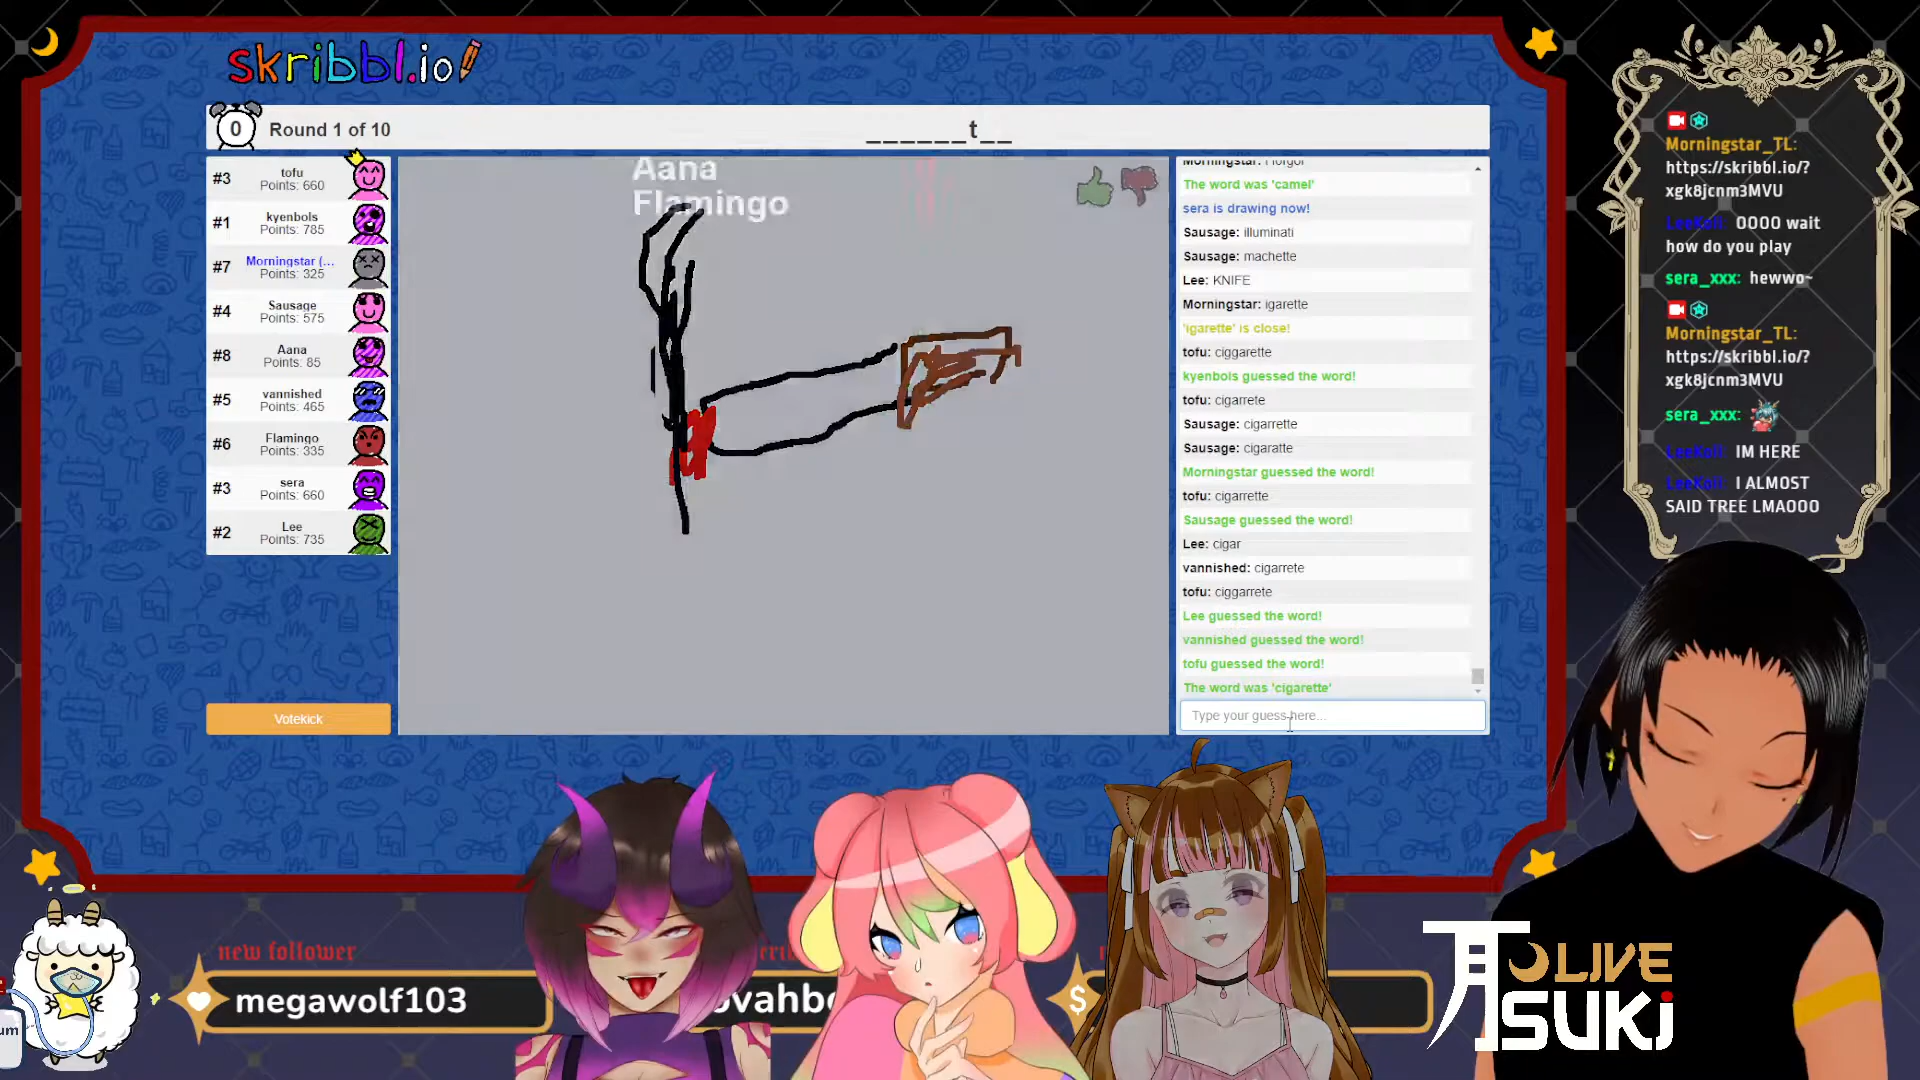 skribbl.io
0
Round 1 of 10
______t__
#3
tofu
Points: 660
#1
kyenbols
Points: 785
#7
Morningstar (...
Points: 325
#4
Sausage
Points: 575
#8
Aana
Points: 85
#5
vannished
Points: 465
#6
Flamingo
Points: 335
#3
sera
Points: 660
#2
Lee
Points: 735
Votekick
Aana
Flamingo
The word was 'camel'
sera is drawing now!
Sausage: illuminati
Sausage: machette
Lee: KNIFE
Morningstar: igarette
'igarette' is close!
tofu: ciggarette
kyenbols guessed the word!
tofu: cigarrete
Sausage: cigarrette
Sausage: cigaratte
Morningstar guessed the word!
tofu: cigarrette
Sausage guessed the word!
Lee: cigar
vannished: cigarrete
tofu: ciggarrete
Lee guessed the word!
vannished guessed the word!
tofu guessed the word!
The word was 'cigarette'
Type your guess here...
Morningstar_TL:
https://skribbl.io/?
xgk8jcnm3MVU
LeeKoii: OOOO wait
how do you play
sera_xxx: hewwo~
Morningstar_TL:
https://skribbl.io/?
xgk8jcnm3MVU
sera_xxx:
LeeKoii: IM HERE
LeeKoii: I ALMOST
SAID TREE LMAOOO
new follower
megawolf103
LIVE
TSUKi